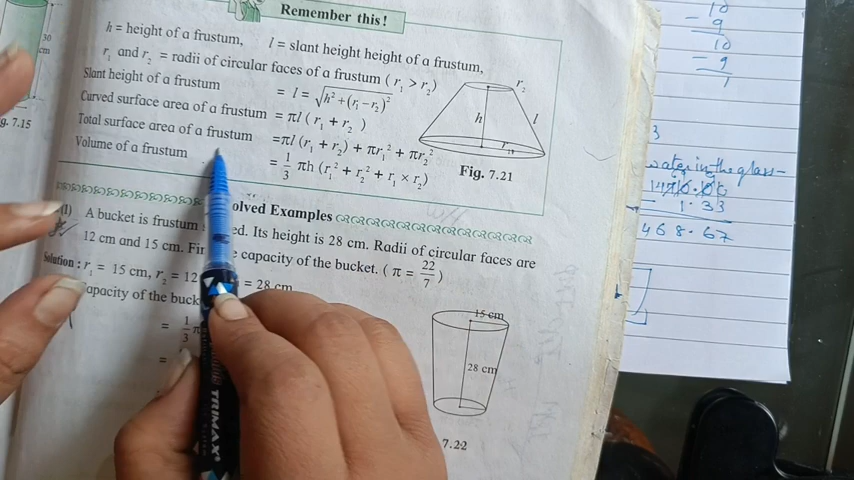 Remember this!
h = height of a frustum, l = slant height height of a frustum,
r₁ and r₂ = radii of circular faces of a frustum ( r₁ > r₂ )
Slant height of a frustum = l = √(h² + (r₁ – r₂)²)
Curved surface area of a frustum = πl ( r₁ + r₂ )
Total surface area of a frustum =πl (r₁ + r₂) + πr₁² + πr₂²
Volume of a frustum = 1/3 πh (r₁² + r₂² + r₁ × r₂)
r₂
h
l
r₁
Fig. 7.21
30
cm
g. 7.15
olved Examples
(1) A bucket is frustum ed. Its height is 28 cm. Radii of circular faces are
12 cm and 15 cm. Fin capacity of the bucket. ( π = 22/7 )
Solution : r₁ = 15 cm, r₂ = 12 = 28 cm
apacity of the buck
= 1/3 π
=
15 cm
28 cm
7.22
TRIMAX
10
- 9
10
- 9
1
3
water in the glass-
1.33
468.67